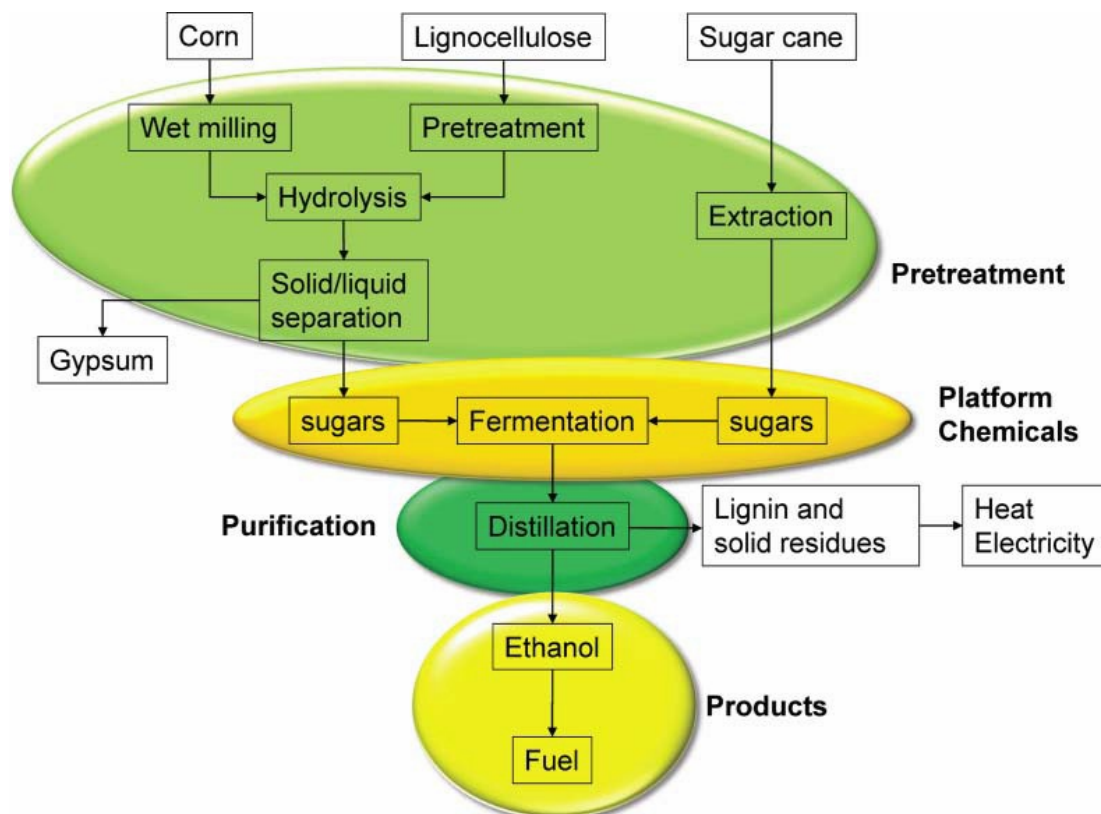 Corn
Lignocellulose
Sugar cane
Wet milling
Pretreatment
Hydrolysis
Extraction
Solid/liquid
separation
Pretreatment
Gypsum
sugars
Fermentation
sugars
Platform
Chemicals
Purification
Distillation
Lignin and
solid residues
Heat
Electricity
Ethanol
Products
Fuel